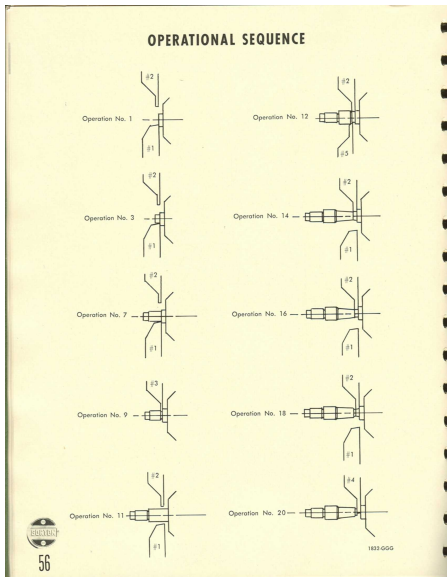 OPERATIONAL SEQUENCE
#2
Operation No. 1
#1
#2
Operation No. 3
#1
#2
Operation No. 7
#1
#3
Operation No. 9
#2
Operation No. 11
#1
#2
Operation No. 12
#5
#2
Operation No. 14
#1
#2
Operation No. 16
#1
#2
Operation No. 18
#1
#4
Operation No. 20
1822-GGG
56